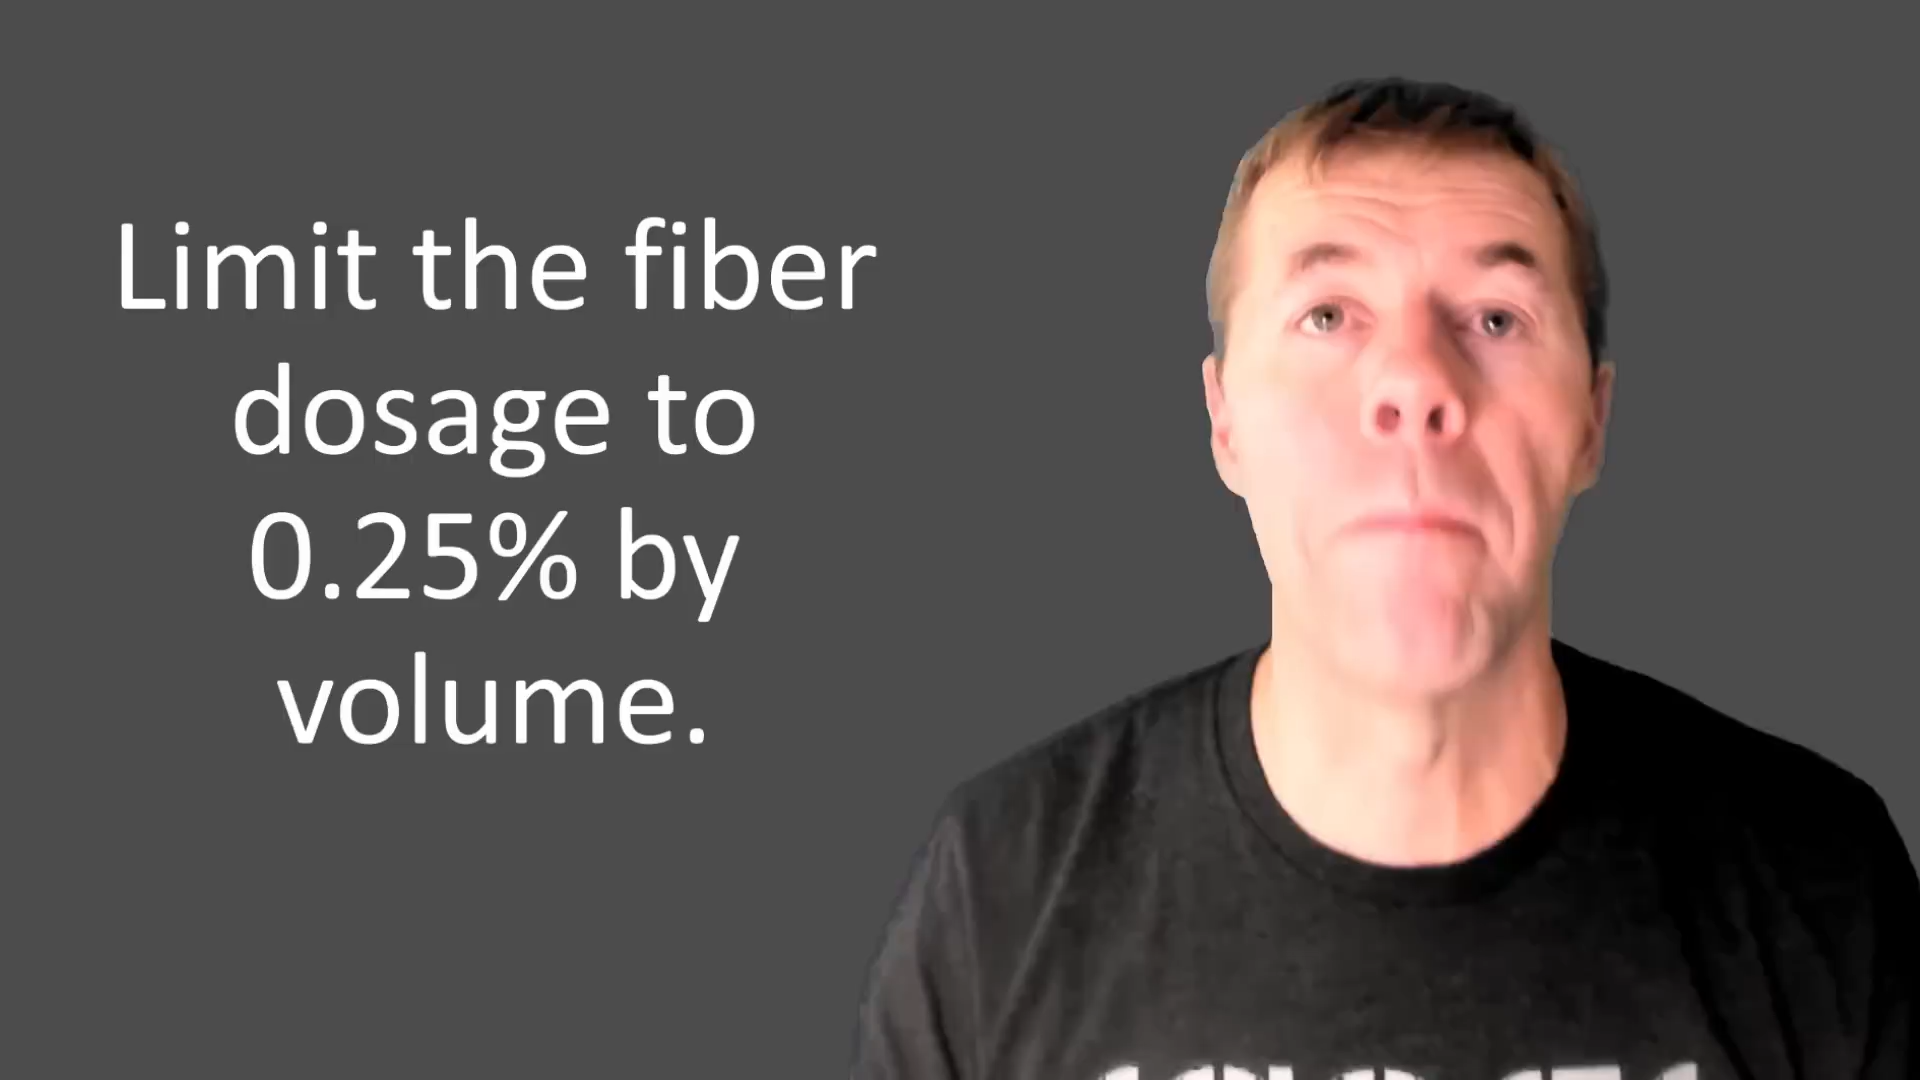 Limit the fiber
dosage to
0.25% by
volume.